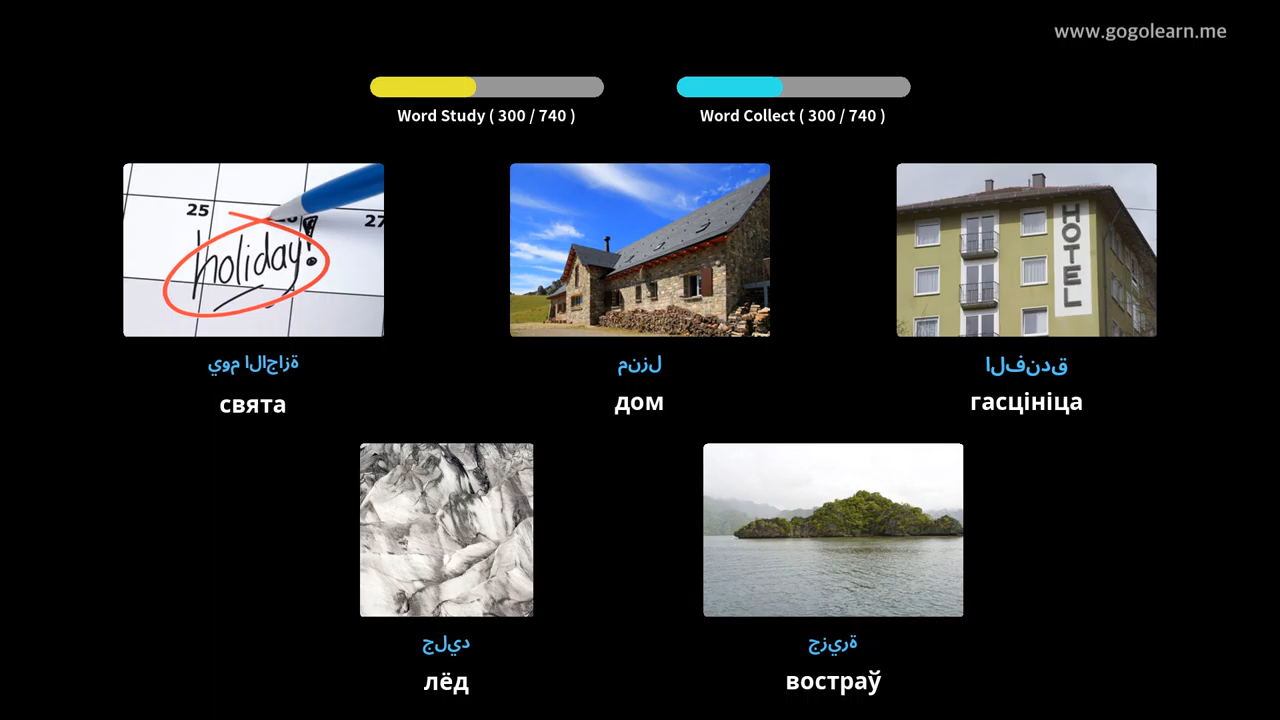 www.gogolearn.me
Word Study ( 300 / 740 )
Word Collect ( 300 / 740 )
25
27
holiday!
HOTEL
يوم الاجازة
منزل
الفندق
свята
дом
гасцініца
جليد
جزيرة
лёд
востраў